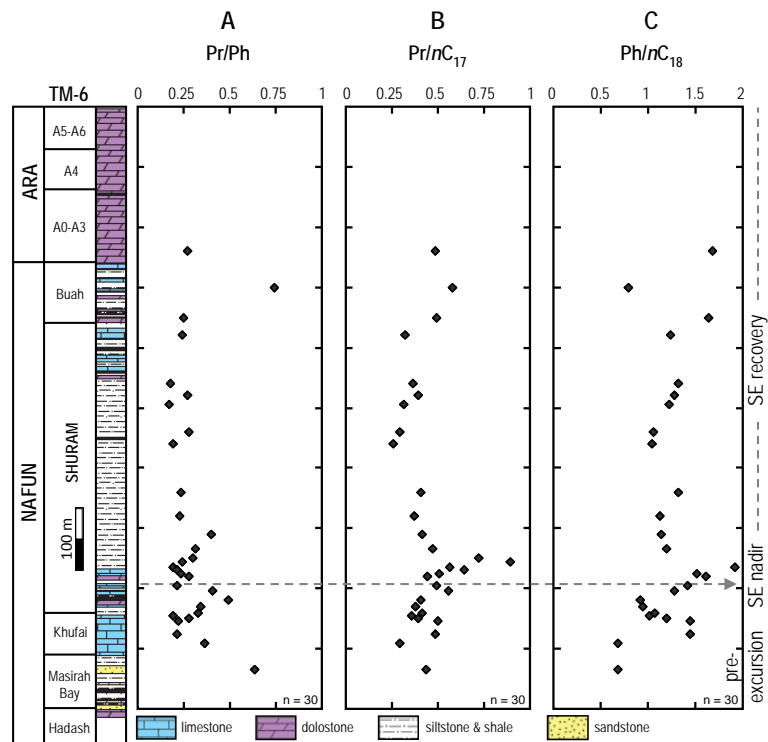 A B C
Pr/Ph Pr/nC17 Ph/nC18
TM-6 0 0.25 0.5 0.75 1 0 0.25 0.5 0.75 1 0 0.5 1 1.5 2
ARA
A5-A6
A4
A0-A3
NAFUN
Buah
SHURAM
100 m
Khufai
Masirah
Bay
Hadash
SE recovery
SE nadir
pre-
excursion
n = 30 n = 30 n = 30
limestone dolostone siltstone & shale sandstone